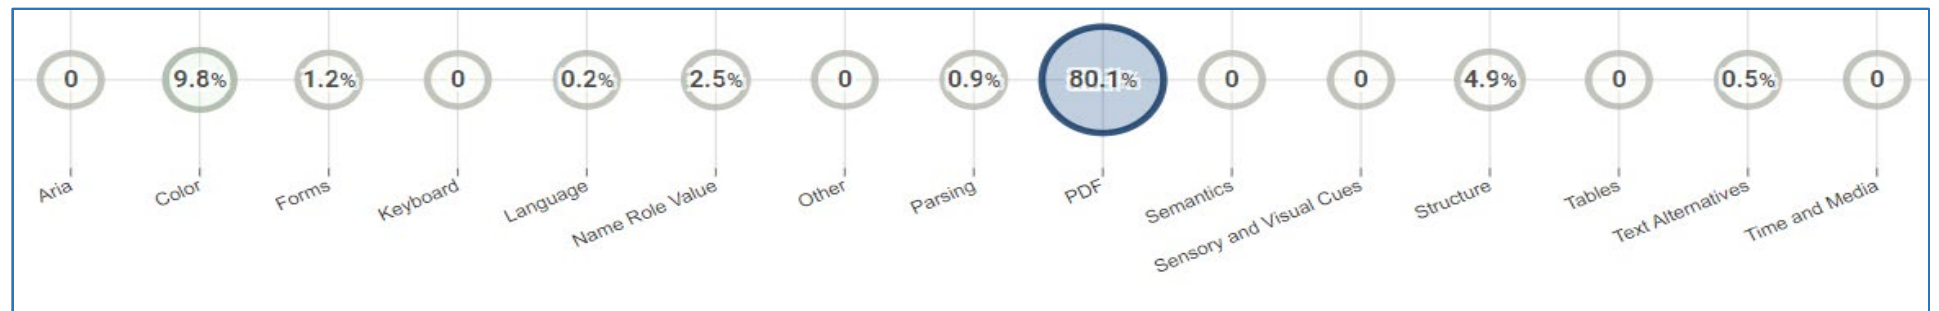 0 9.8% 1.2% 0 0.2% 2.5% 0 0.9% 80.1% 0 0 4.9% 0 0.5% 0
Aria
Color
Forms
Keyboard
Language
Name Role Value
Other
Parsing
PDF
Semantics
Sensory and Visual Cues
Structure
Tables
Text Alternatives
Time and Media